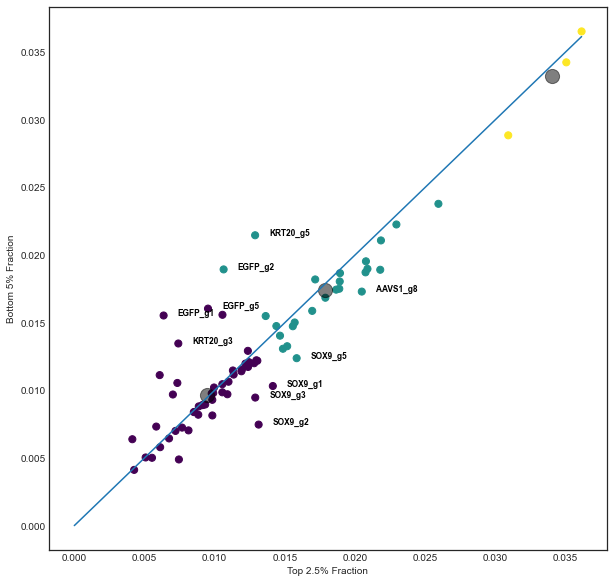 0.035
0.030
0.025
0.020
0.015
0.010
0.005
0.000
Bottom 5% Fraction
KRT20_g5
EGFP_g2
AAVS1_g8
EGFP_g5
EGFP_g1
KRT20_g3
SOX9_g5
SOX9_g1
SOX9_g3
SOX9_g2
0.000 0.005 0.010 0.015 0.020 0.025 0.030 0.035
Top 2.5% Fraction